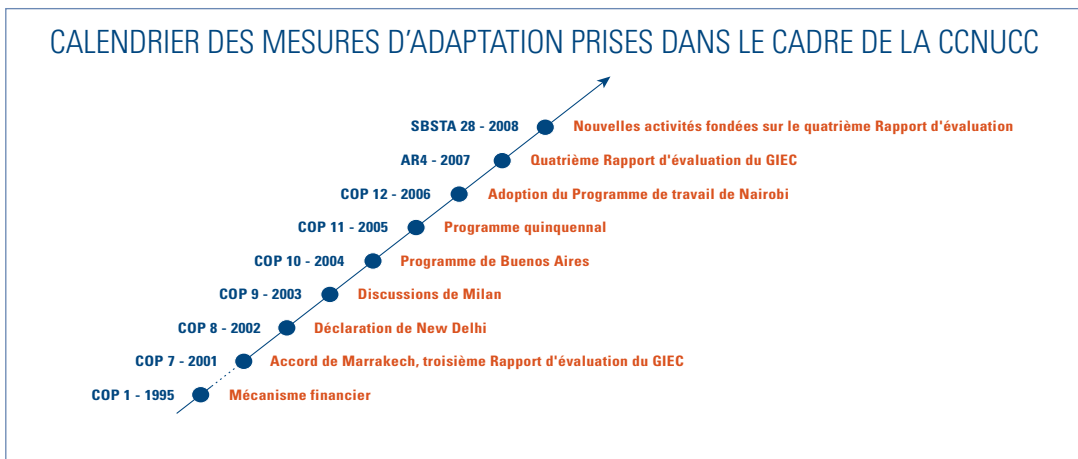 CALENDRIER DES MESURES D'ADAPTATION PRISES DANS LE CADRE DE LA CCNUCC
SBSTA 28 - 2008 Nouvelles activités fondées sur le quatrième Rapport d'évaluation
AR4 - 2007 Quatrième Rapport d'évaluation du GIEC
COP 12 - 2006 Adoption du Programme de travail de Nairobi
COP 11 - 2005 Programme quinquennal
COP 10 - 2004 Programme de Buenos Aires
COP 9 - 2003 Discussions de Milan
COP 8 - 2002 Déclaration de New Delhi
COP 7 - 2001 Accord de Marrakech, troisième Rapport d'évaluation du GIEC
COP 1 - 1995 Mécanisme financier